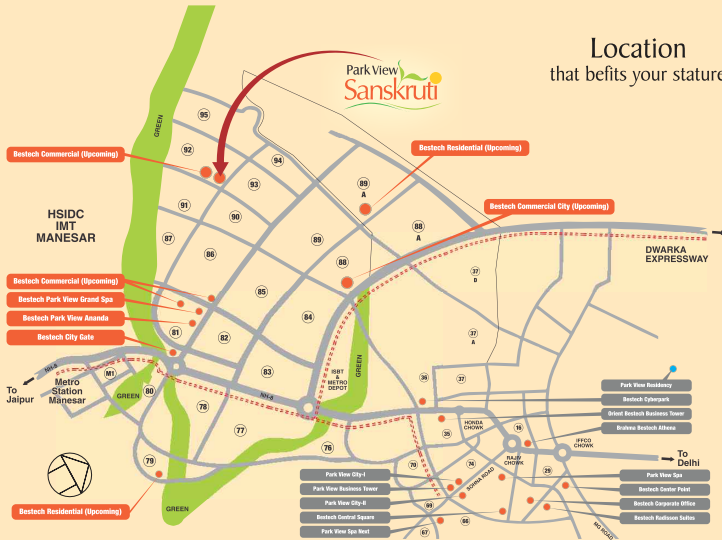 Location
that befits your stature
Park View
Sanskruti
GREEN
95
92
94
93
91
90
87
86
89
A
89
88
A
88
85
84
81
82
83
37
D
37
A
36
37
35
16
74
29
70
69
66
67
M1
80
78
77
76
79
Bestech Commercial (Upcoming)
Bestech Residential (Upcoming)
Bestech Commercial City (Upcoming)
HSIDC
IMT
MANESAR
DWARKA
EXPRESSWAY
Bestech Commercial (Upcoming)
Bestech Park View Grand Spa
Bestech Park View Ananda
Bestech City Gate
NH-8
To
Jaipur
Metro
Station
Manesar
GREEN
NH-8
ISBT
&
METRO
DEPOT
GREEN
HONDA
CHOWK
RAJIV
CHOWK
IFFCO
CHOWK
To
Delhi
SOHNA ROAD
MG ROAD
Park View Residency
Bestech Cyberpark
Orient Bestech Business Tower
Brahma Bestech Athena
Park View City-I
Park View Business Tower
Park View City-II
Bestech Central Square
Park View Spa Next
Park View Spa
Bestech Center Point
Bestech Corporate Office
Bestech Radisson Suites
Bestech Residential (Upcoming)
GREEN